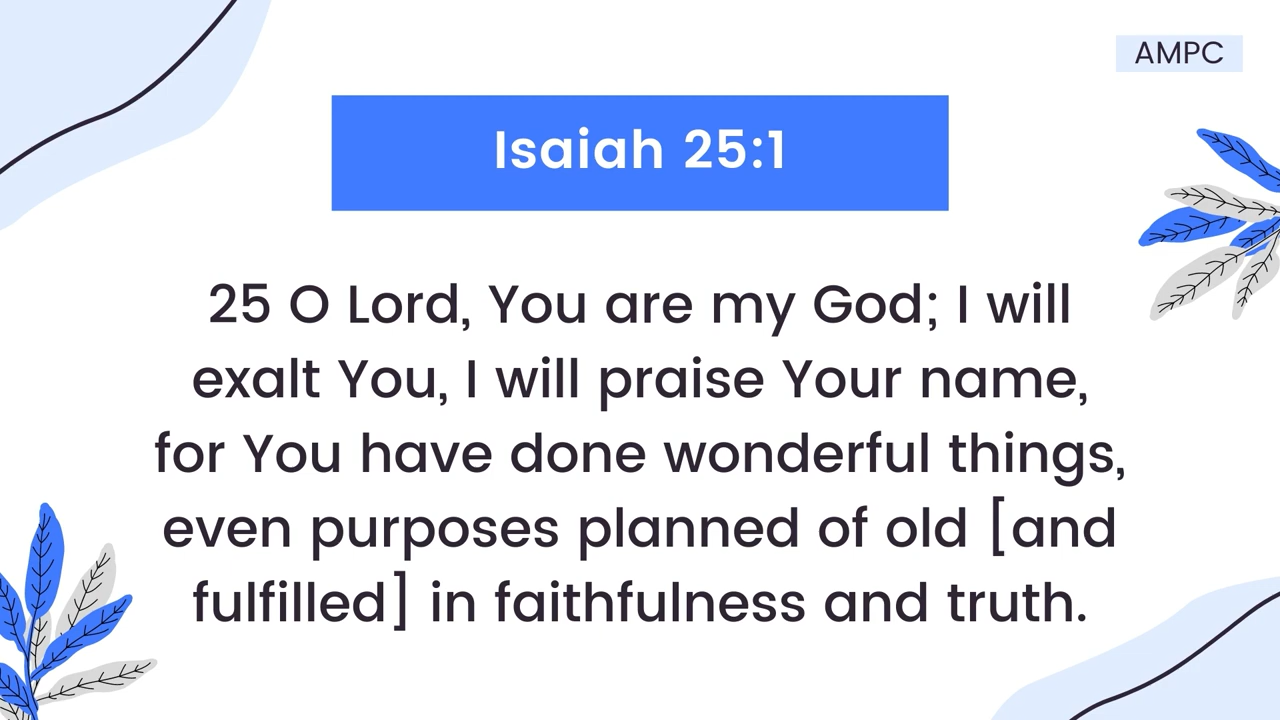 AMPC
Isaiah 25:1
25 O Lord, You are my God; I will
exalt You, I will praise Your name,
for You have done wonderful things,
even purposes planned of old [and
fulfilled] in faithfulness and truth.